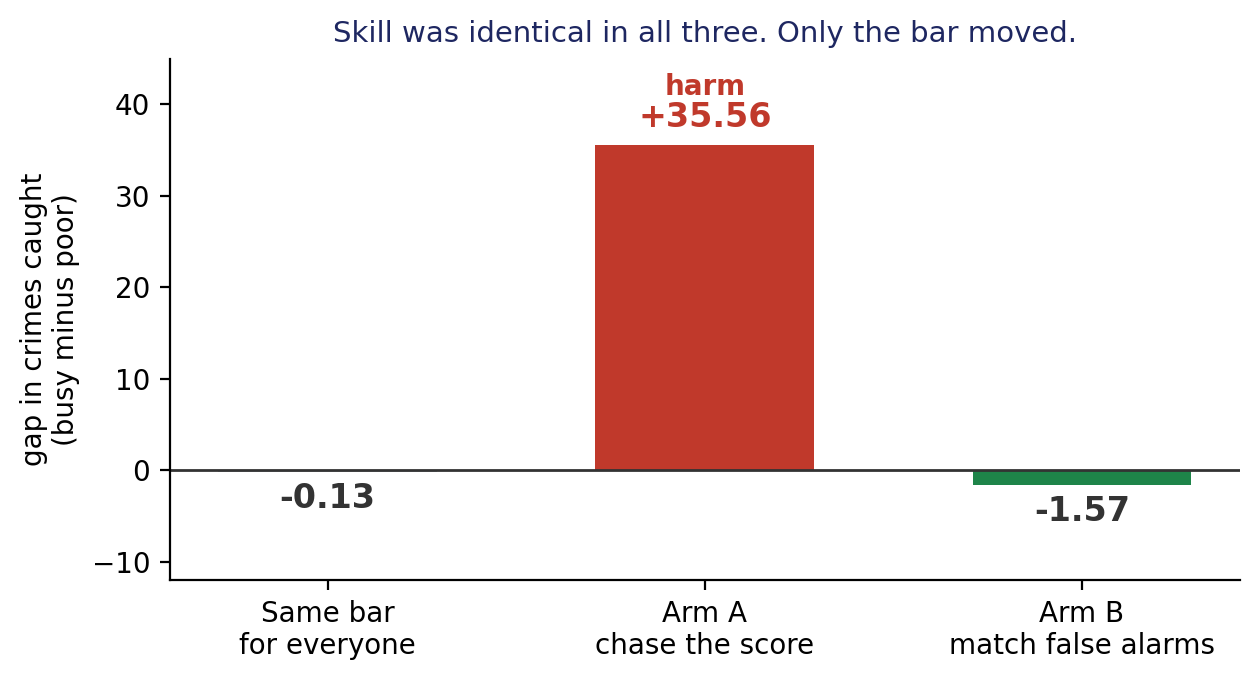 Skill was identical in all three. Only the bar moved.
gap in crimes caught
(busy minus poor)
40
30
20
10
0
−10
harm
+35.56
-0.13
-1.57
Same bar
for everyone
Arm A
chase the score
Arm B
match false alarms